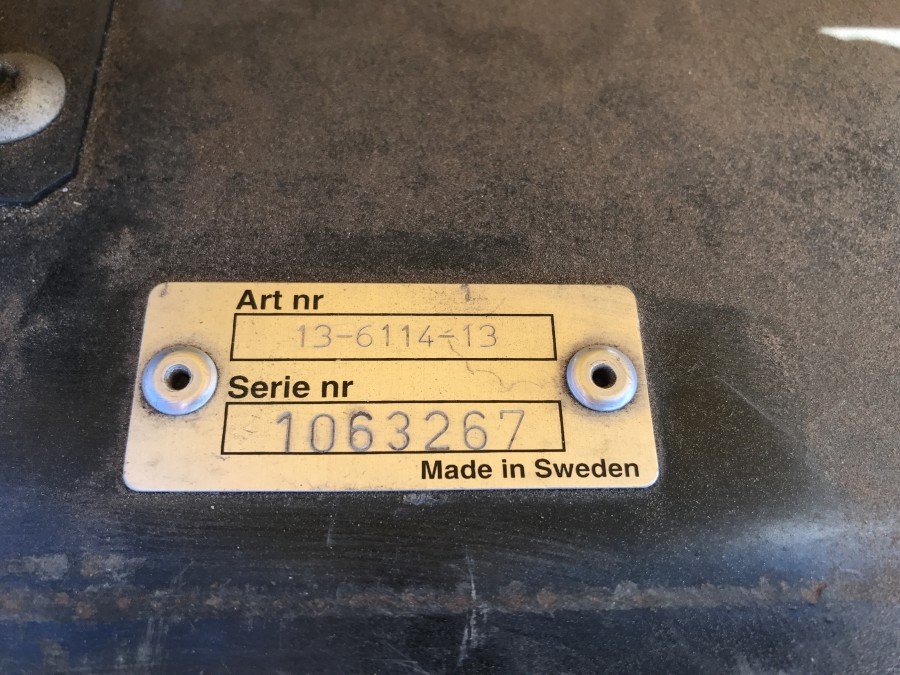 Art nr
13-6114-13
Serie nr
1063267
Made in Sweden